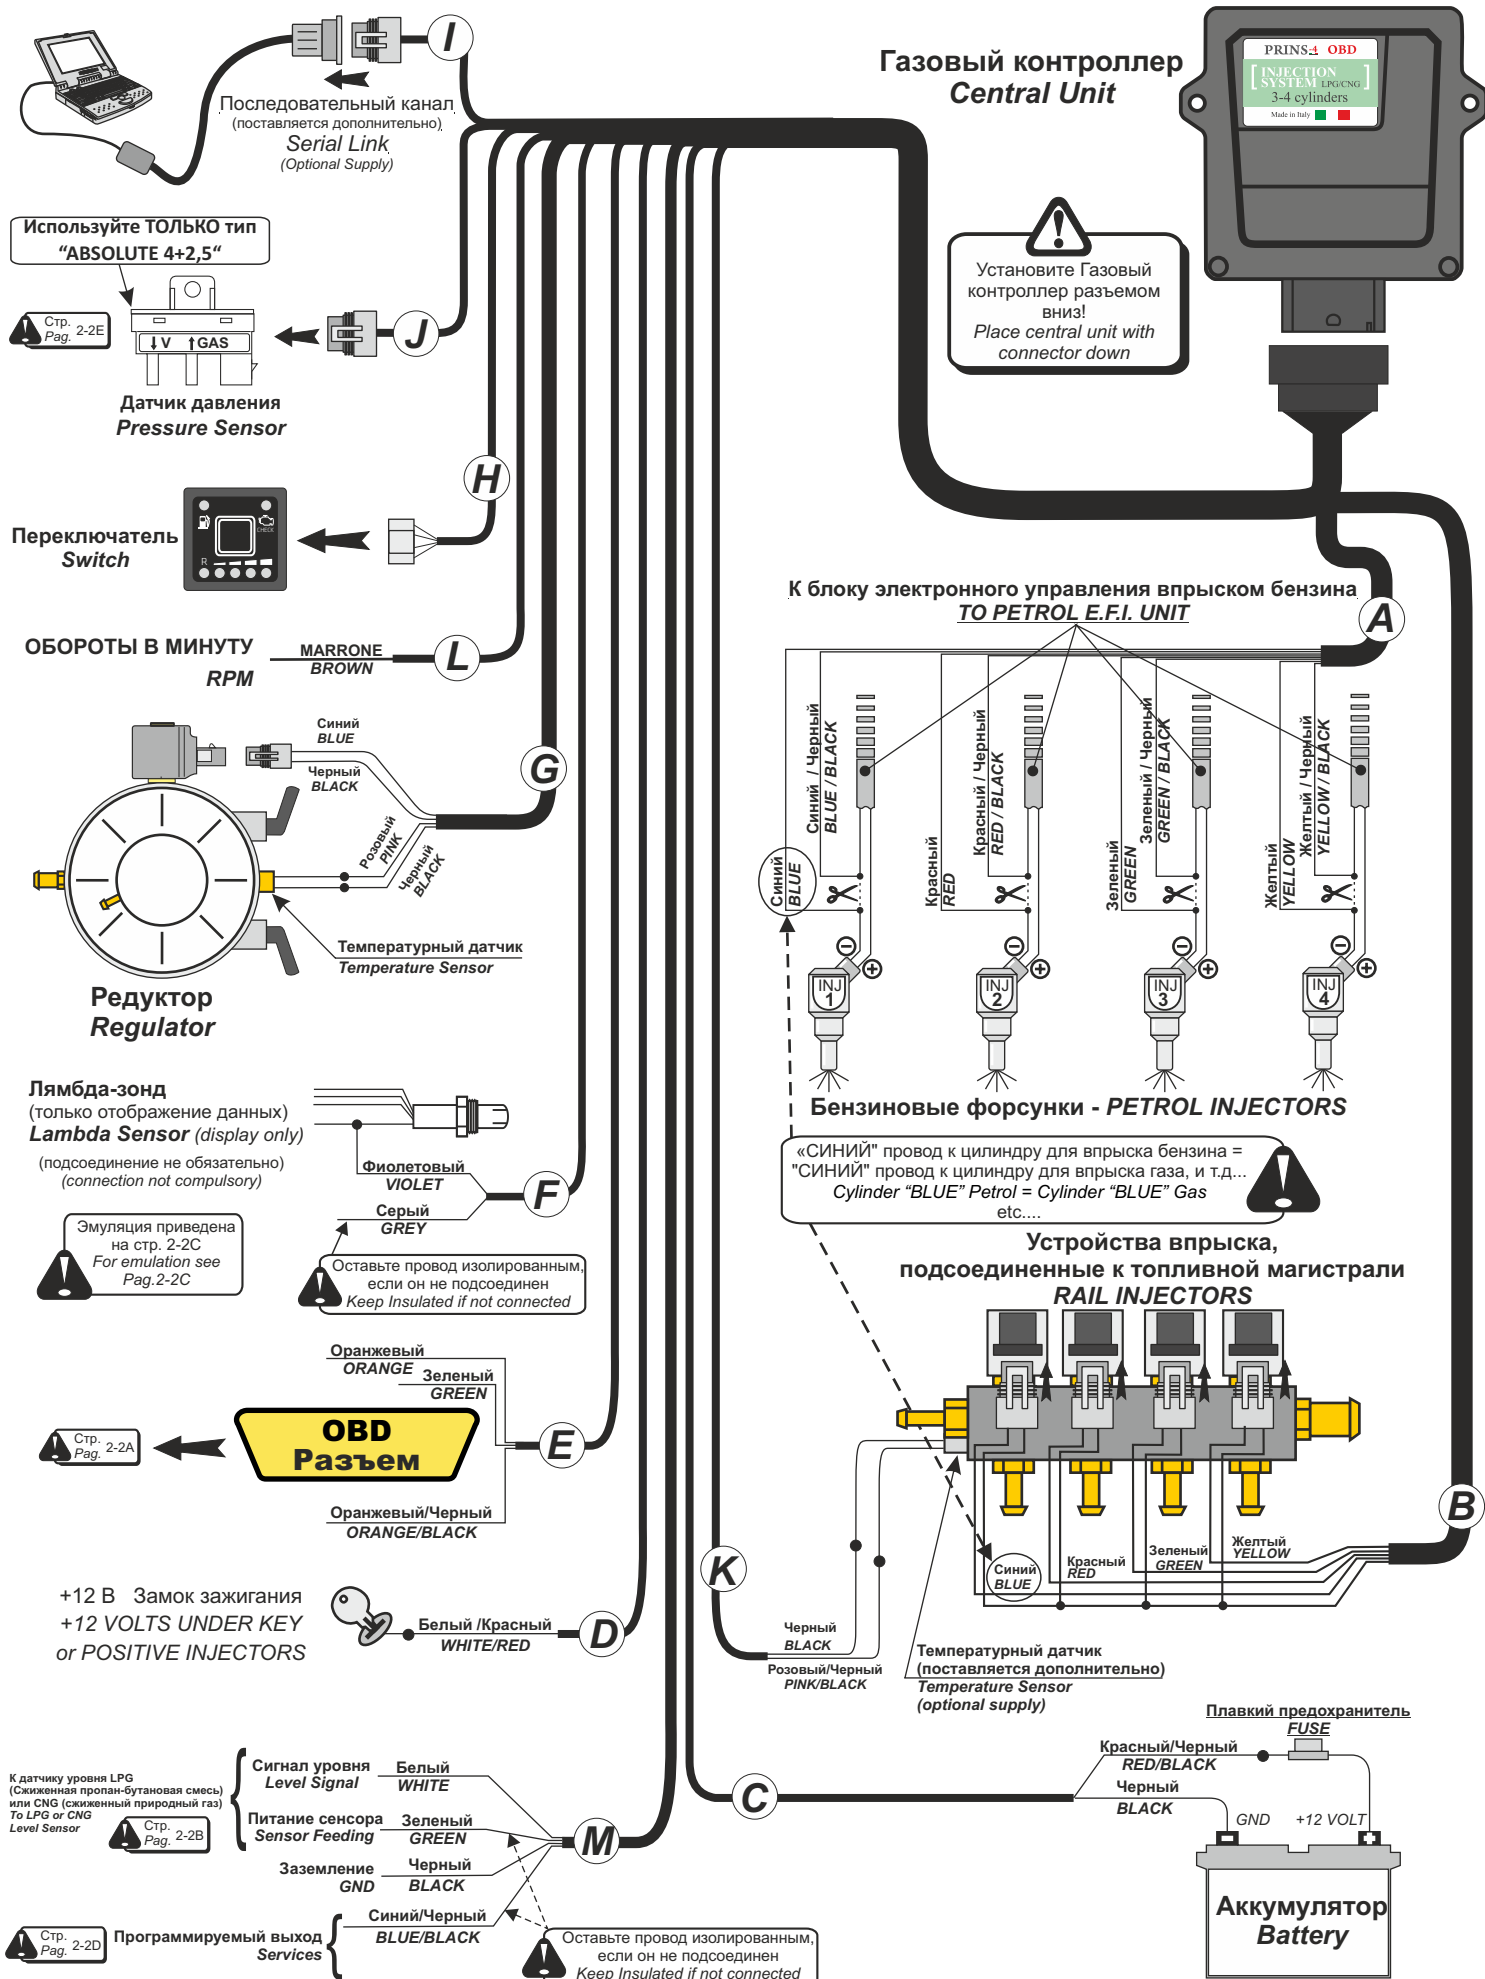 I
Последовательный канал
(поставляется дополнительно)
Serial Link
(Optional Supply)
Газовый контроллер
Central Unit
PRINS-4 OBD
INJECTION
SYSTEM LPG/CNG
3-4 cylinders
Made in Italy
Установите Газовый
контроллер разъемом
вниз!
Place central unit with
connector down
Используйте ТОЛЬКО тип
“ABSOLUTE 4+2,5“
Стр.
Pag. 2-2E
V GAS
J
Датчик давления
Pressure Sensor
H
CHECK
R
Переключатель
Switch
ОБОРОТЫ В МИНУТУ
RPM
MARRONE
BROWN
L
Синий
BLUE
Черный
BLACK
G
Розовый
PINK
Черный
BLACK
Температурный датчик
Temperature Sensor
Редуктор
Regulator
К блоку электронного управления впрыском бензина
TO PETROL E.F.I. UNIT
A
Синий
BLUE
Синий / Черный
BLUE / BLACK
Красный
RED
Красный / Черный
RED / BLACK
Зеленый
GREEN
Зеленый / Черный
GREEN / BLACK
Желтый
YELLOW
Желтый / Черный
YELLOW / BLACK
INJ
1
INJ
2
INJ
3
INJ
4
Бензиновые форсунки - PETROL INJECTORS
«СИНИЙ" провод к цилиндру для впрыска бензина =
"СИНИЙ" провод к цилиндру для впрыска газа, и т.д...
Cylinder “BLUE” Petrol = Cylinder “BLUE” Gas
etc....
Лямбда-зонд
(только отображение данных)
Lambda Sensor (display only)
(подсоединение не обязательно)
(connection not compulsory)
Фиолетовый
VIOLET
Серый
GREY
F
Эмуляция приведена
на стр. 2-2C
For emulation see
Pag.2-2C
Оставьте провод изолированным,
если он не подсоединен
Keep Insulated if not connected
Устройства впрыска,
подсоединенные к топливной магистрали
RAIL INJECTORS
B
Синий
BLUE
Красный
RED
Зеленый
GREEN
Желтый
YELLOW
Оранжевый
ORANGE
Зеленый
GREEN
OBD
Разъем
Стр.
Pag. 2-2A
E
Оранжевый/Черный
ORANGE/BLACK
K
Черный
BLACK
Розовый/Черный
PINK/BLACK
Температурный датчик
(поставляется дополнительно)
Temperature Sensor
(optional supply)
+12 В Замок зажигания
+12 VOLTS UNDER KEY
or POSITIVE INJECTORS
Белый /Красный
WHITE/RED
D
Плавкий предохранитель
FUSE
Красный/Черный
RED/BLACK
Черный
BLACK
C
GND +12 VOLT
Аккумулятор
Battery
К датчику уровня LPG
(Сжиженная пропан-бутановая смесь)
или CNG (сжиженный природный газ)
To LPG or CNG
Level Sensor
Стр.
Pag. 2-2B
Сигнал уровня
Level Signal
Белый
WHITE
Питание сенсора
Sensor Feeding
Зеленый
GREEN
Заземление
GND
Черный
BLACK
M
Стр.
Pag. 2-2D
Программируемый выход
Services
Синий/Черный
BLUE/BLACK
Оставьте провод изолированным,
если он не подсоединен
Keep Insulated if not connected